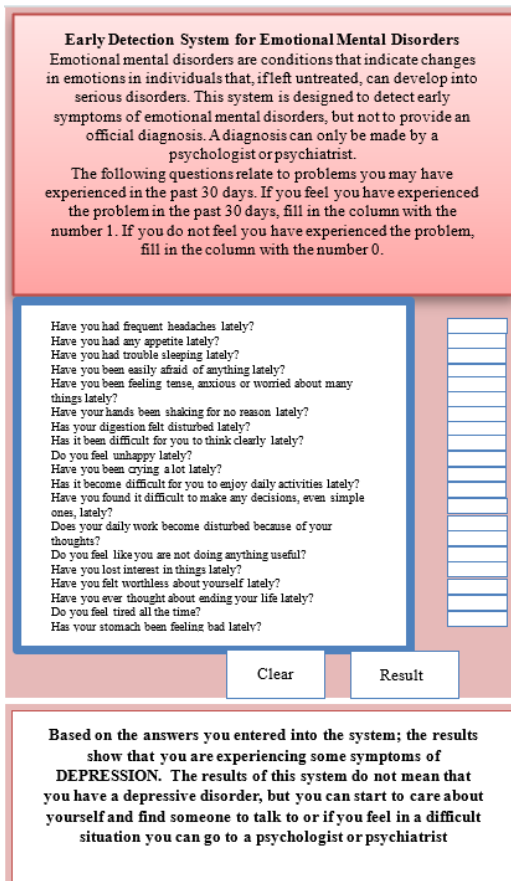 Early Detection System for Emotional Mental Disorders
Emotional mental disorders are conditions that indicate changes
in emotions in individuals that, if left untreated, can develop into
serious disorders. This system is designed to detect early
symptoms of emotional mental disorders, but not to provide an
official diagnosis. A diagnosis can only be made by a
psychologist or psychiatrist.
The following questions relate to problems you may have
experienced in the past 30 days. If you feel you have experienced
the problem in the past 30 days, fill in the column with the
number 1. If you do not feel you have experienced the problem,
fill in the column with the number 0.
Have you had frequent headaches lately?
Have you had any appetite lately?
Have you had trouble sleeping lately?
Have you been easily afraid of anything lately?
Have you been feeling tense, anxious or worried about many
things lately?
Have your hands been shaking for no reason lately?
Has your digestion felt disturbed lately?
Has it been difficult for you to think clearly lately?
Do you feel unhappy lately?
Have you been crying a lot lately?
Has it become difficult for you to enjoy daily activities lately?
Have you found it difficult to make any decisions, even simple
ones, lately?
Does your daily work become disturbed because of your
thoughts?
Do you feel like you are not doing anything useful?
Have you lost interest in things lately?
Have you felt worthless about yourself lately?
Have you ever thought about ending your life lately?
Do you feel tired all the time?
Has your stomach been feeling bad lately?
Clear
Result
Based on the answers you entered into the system; the results
show that you are experiencing some symptoms of
DEPRESSION. The results of this system do not mean that
you have a depressive disorder, but you can start to care about
yourself and find someone to talk to or if you feel in a difficult
situation you can go to a psychologist or psychiatrist